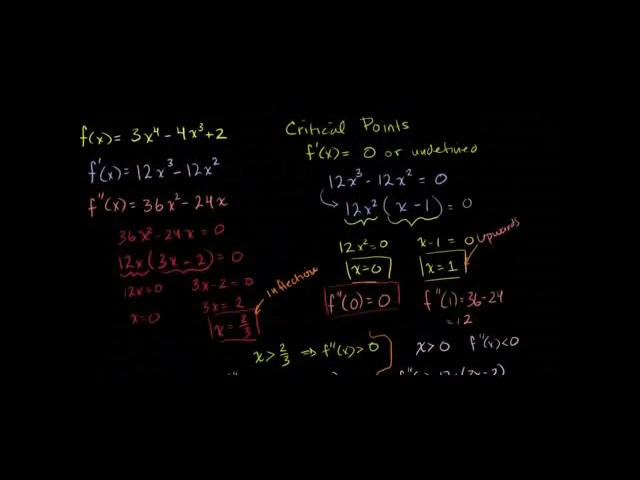 f(x) = 3x⁴ - 4x³ + 2
f'(x) = 12x³ - 12x²
f''(x) = 36x² - 24x
36x² - 24x = 0
12x(3x - 2) = 0
12x = 0 3x - 2 = 0
3x = 2
x = 0 x = 2/3
Inflection
Critical Points
f'(x) = 0 or undefined
12x³ - 12x² = 0
12x² (x - 1) = 0
12x² = 0 x - 1 = 0
Upwards
x = 0 x = 1
f''(0) = 0 f''(1) = 36 - 24
= 12
x > 2/3 ⇒ f''(x) > 0 x > 0 f''(x) < 0